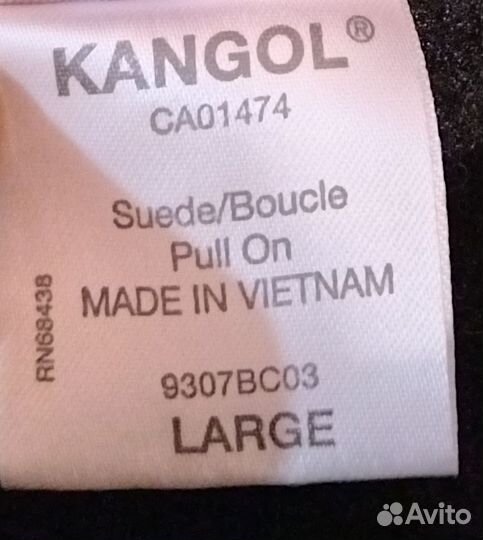 KANGOL®
CA01474
Suede/Boucle
Pull On
MADE IN VIETNAM
RN68438
9307BC03
LARGE
Avito